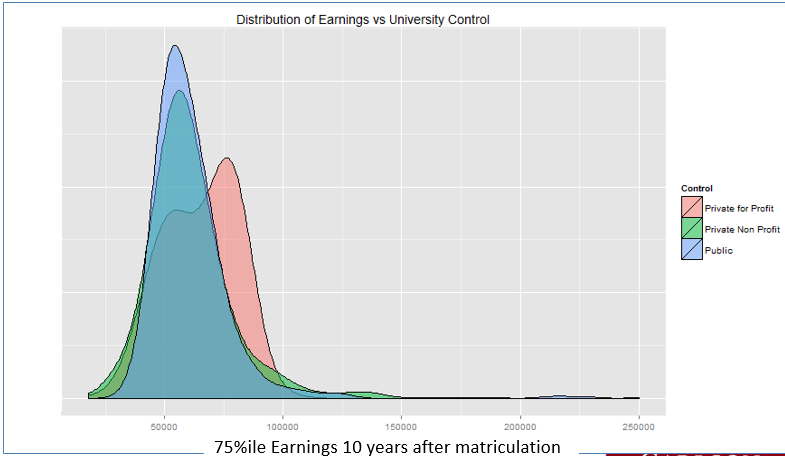 Distribution of Earnings vs University Control
Control
Private for Profit
Private Non Profit
Public
50000 100000 150000 200000 250000
75%ile Earnings 10 years after matriculation